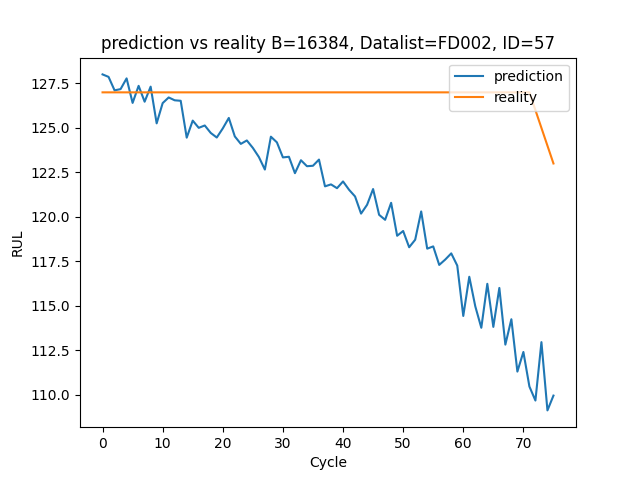 prediction vs reality B=16384, Datalist=FD002, ID=57
127.5
125.0
122.5
120.0
117.5
115.0
112.5
110.0
RUL
prediction
reality
0 10 20 30 40 50 60 70
Cycle